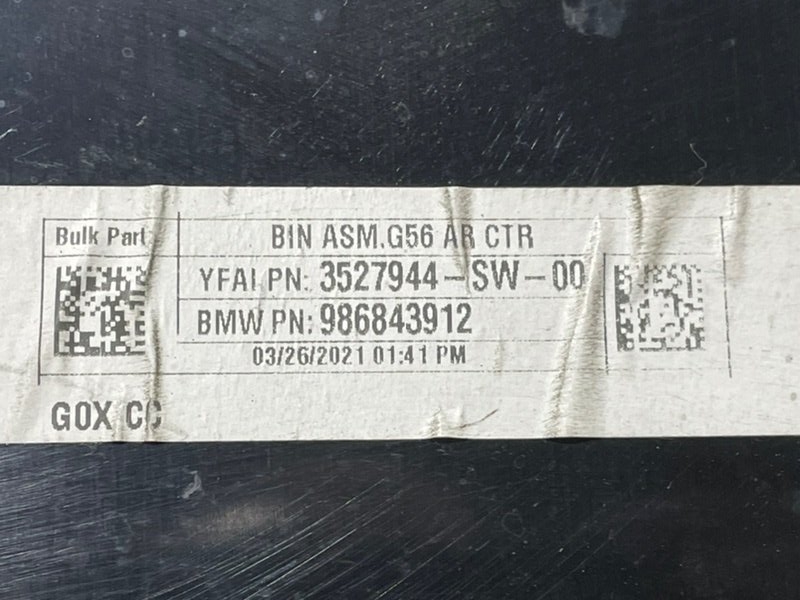 Bulk Part
BIN ASM.G56 AR CTR
YFAI PN: 3527944-SW-00
BMW PN: 986843912
03/26/2021 01:41 PM
G0X CC